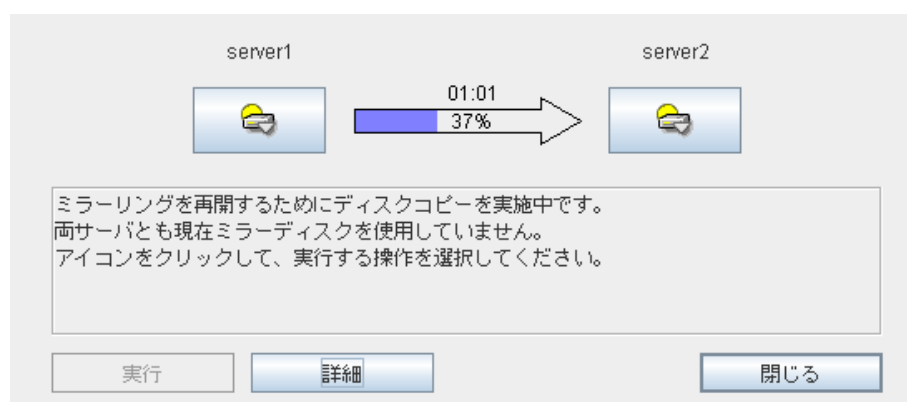 server1
server2
01:01
37%
ミラーリングを再開するためにディスクコピーを実施中です。
両サーバとも現在ミラーディスクを使用していません。
アイコンをクリックして、実行する操作を選択してください。
実行
詳細
閉じる